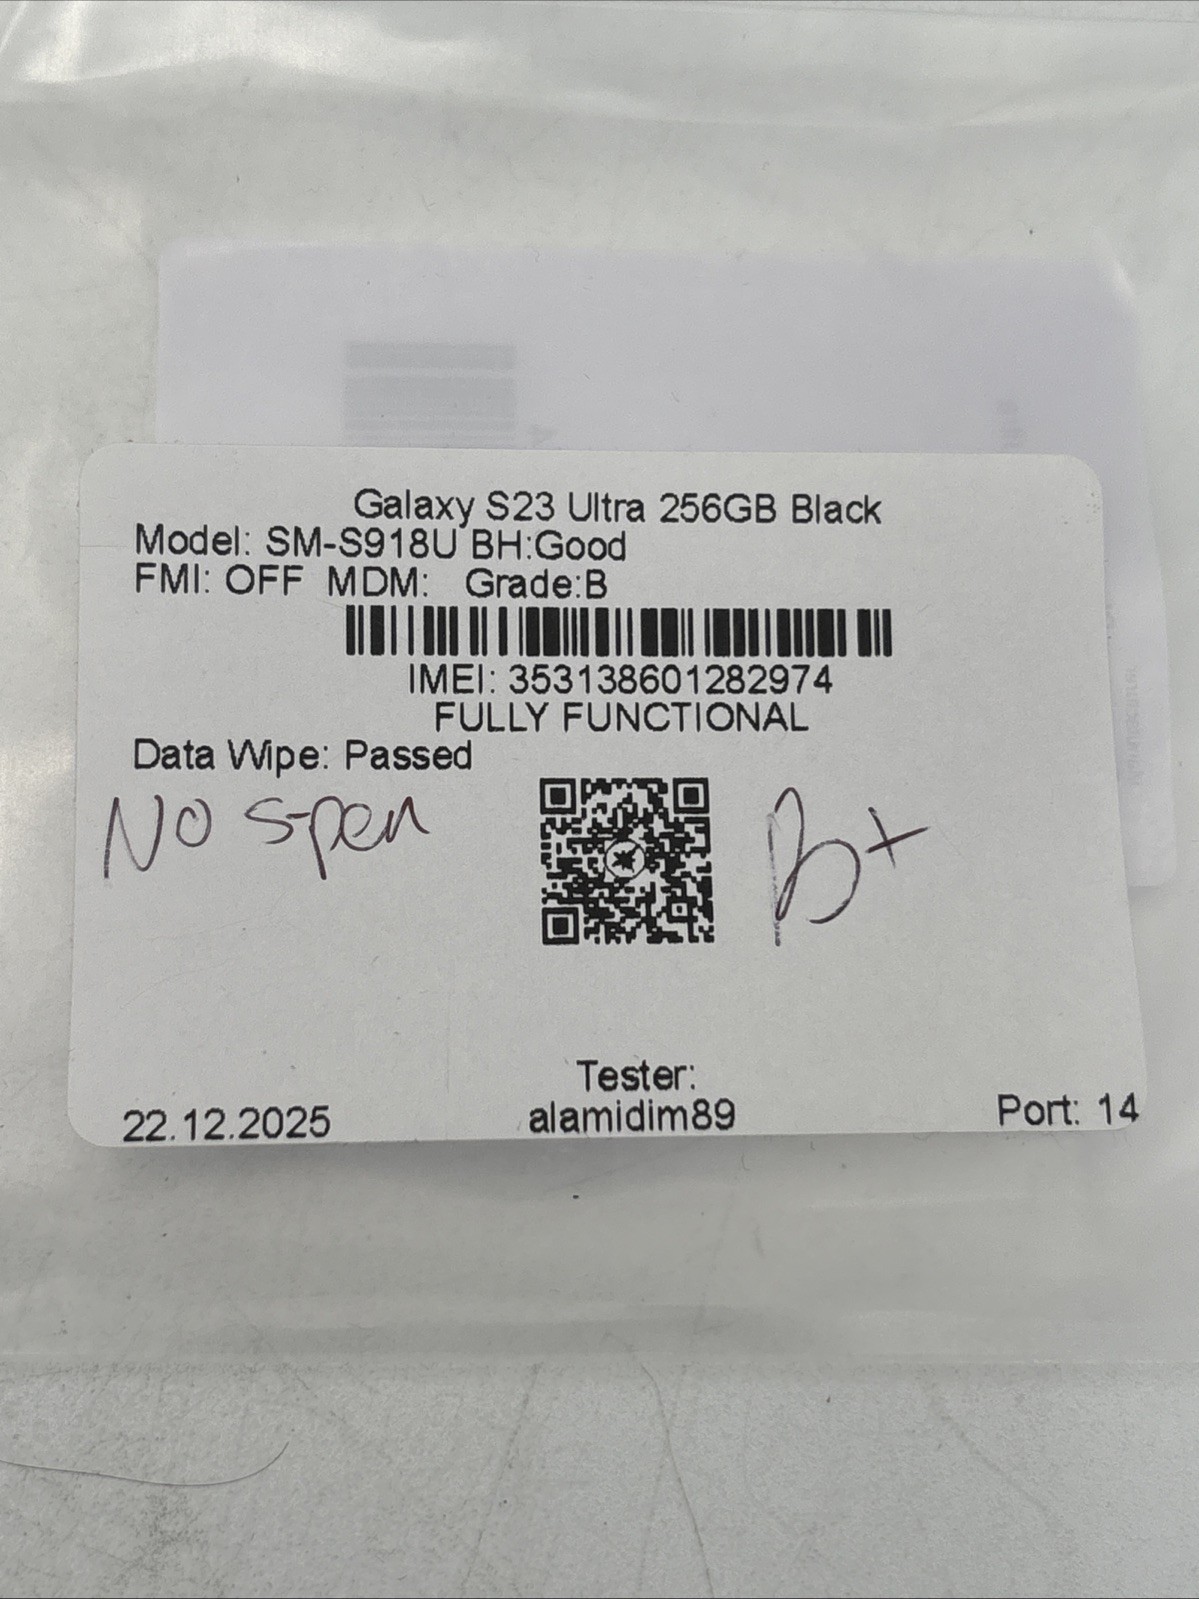 Galaxy S23 Ultra 256GB Black
Model: SM-S918U BH:Good
FMI: OFF MDM: Grade:B
IMEI: 353138601282974
FULLY FUNCTIONAL
Data Wipe: Passed
No s-pen
B+
Tester:
22.12.2025 alamidim89 Port: 14